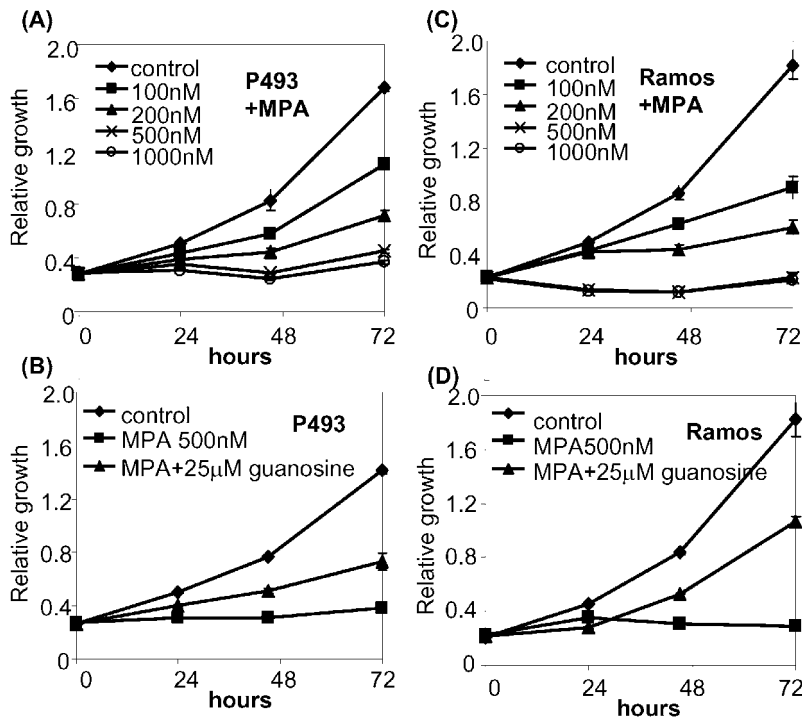 (A)
Relative growth
2.0
1.6
1.2
0.8
0.4
0
control
100nM
200nM
500nM
1000nM
P493
+MPA
0 24 48 72
hours
(C)
Relative growth
2.0
1.6
1.2
0.8
0.4
0
control
100nM
200nM
500nM
1000nM
Ramos
+MPA
0 24 48 72
hours
(B)
Relative growth
2.0
1.6
1.2
0.8
0.4
0
control
MPA 500nM
MPA+25µM guanosine
P493
0 24 48 72
hours
(D)
Relative growth
2.0
1.6
1.2
0.8
0.4
0
control
MPA500nM
MPA+25µM guanosine
Ramos
0 24 48 72
hours